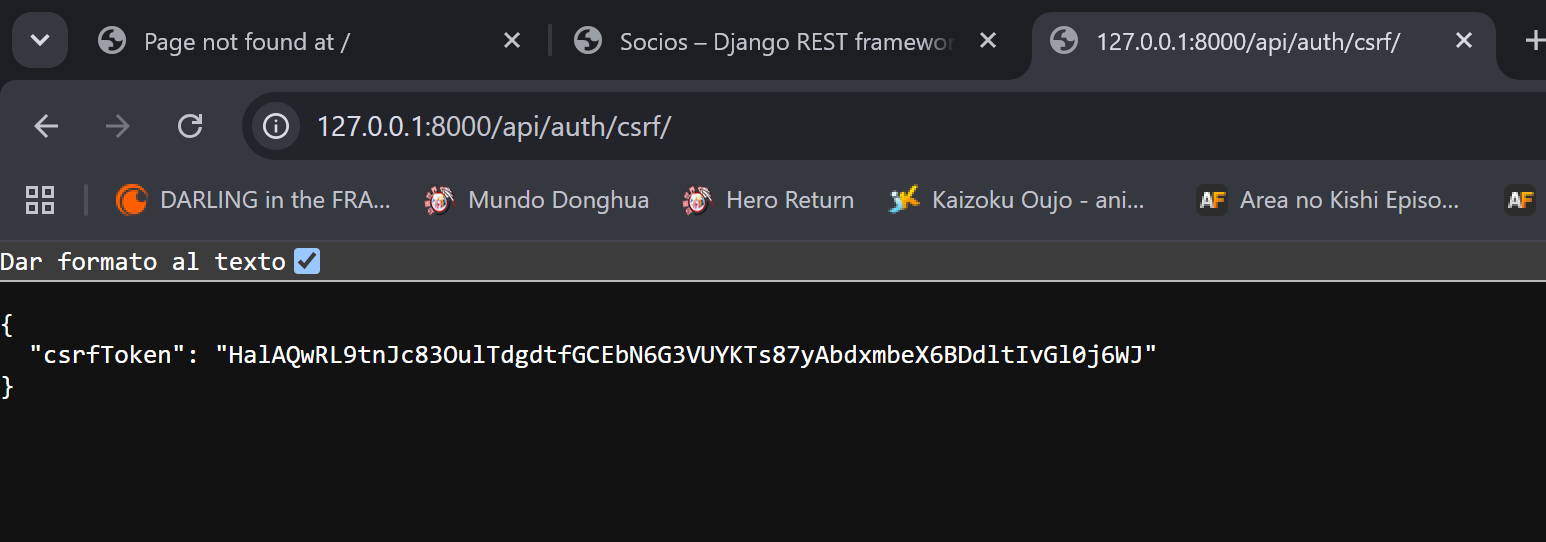 Page not found at /
Socios – Django REST framewor
127.0.0.1:8000/api/auth/csrf/
127.0.0.1:8000/api/auth/csrf/
DARLING in the FRA...
Mundo Donghua
Hero Return
Kaizoku Oujo - ani...
AF
Area no Kishi Episo...
AF
Dar formato al texto
{
"csrfToken": "HalAQwRL9tnJc83OulTdgdtfGCEbN6G3VUYKTs87yAbdxmbeX6BDdltIvGl0j6WJ"
}